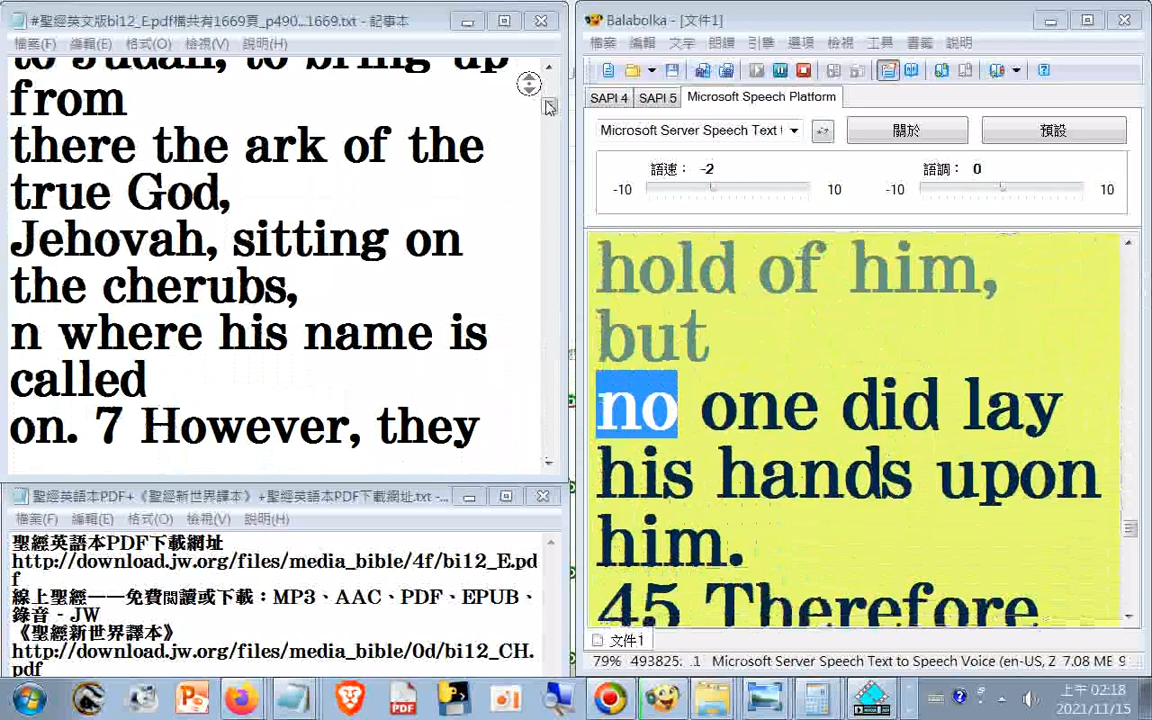 #聖經英文版bi12_E.pdf檔共有1669頁_p490...1669.txt - 記事本
檔案(F) 編輯(E) 格式(O) 檢視(V) 說明(H)
to Judah, to bring up
from
there the ark of the
true God,
Jehovah, sitting on
the cherubs,
n where his name is
called
on. 7 However, they
聖經英語本PDF+《聖經新世界譯本》+聖經英語本PDF下載網址.txt -...
檔案(F) 編輯(E) 格式(O) 檢視(V) 說明(H)
聖經英語本PDF下載網址
http://download.jw.org/files/media_bible/4f/bi12_E.pd
f
線上聖經——免費閱讀或下載：MP3、AAC、PDF、EPUB、
錄音 - JW
《聖經新世界譯本》
http://download.jw.org/files/media_bible/0d/bi12_CH.
pdf
Balabolka - [文件1]
檔案 編輯 文字 朗讀 引擎 選項 檢視 工具 書籤 說明
SAPI 4 SAPI 5 Microsoft Speech Platform
Microsoft Server Speech Text 關於 預設
語速： -2 語調： 0
-10 10 -10 10
hold of him,
but
no one did lay
his hands upon
him.
45 Therefore
文件1
79% 493825. .1 Microsoft Server Speech Text to Speech Voice (en-US, Z 7.08 MB 9
PDF
上午 02:18
2021/11/15